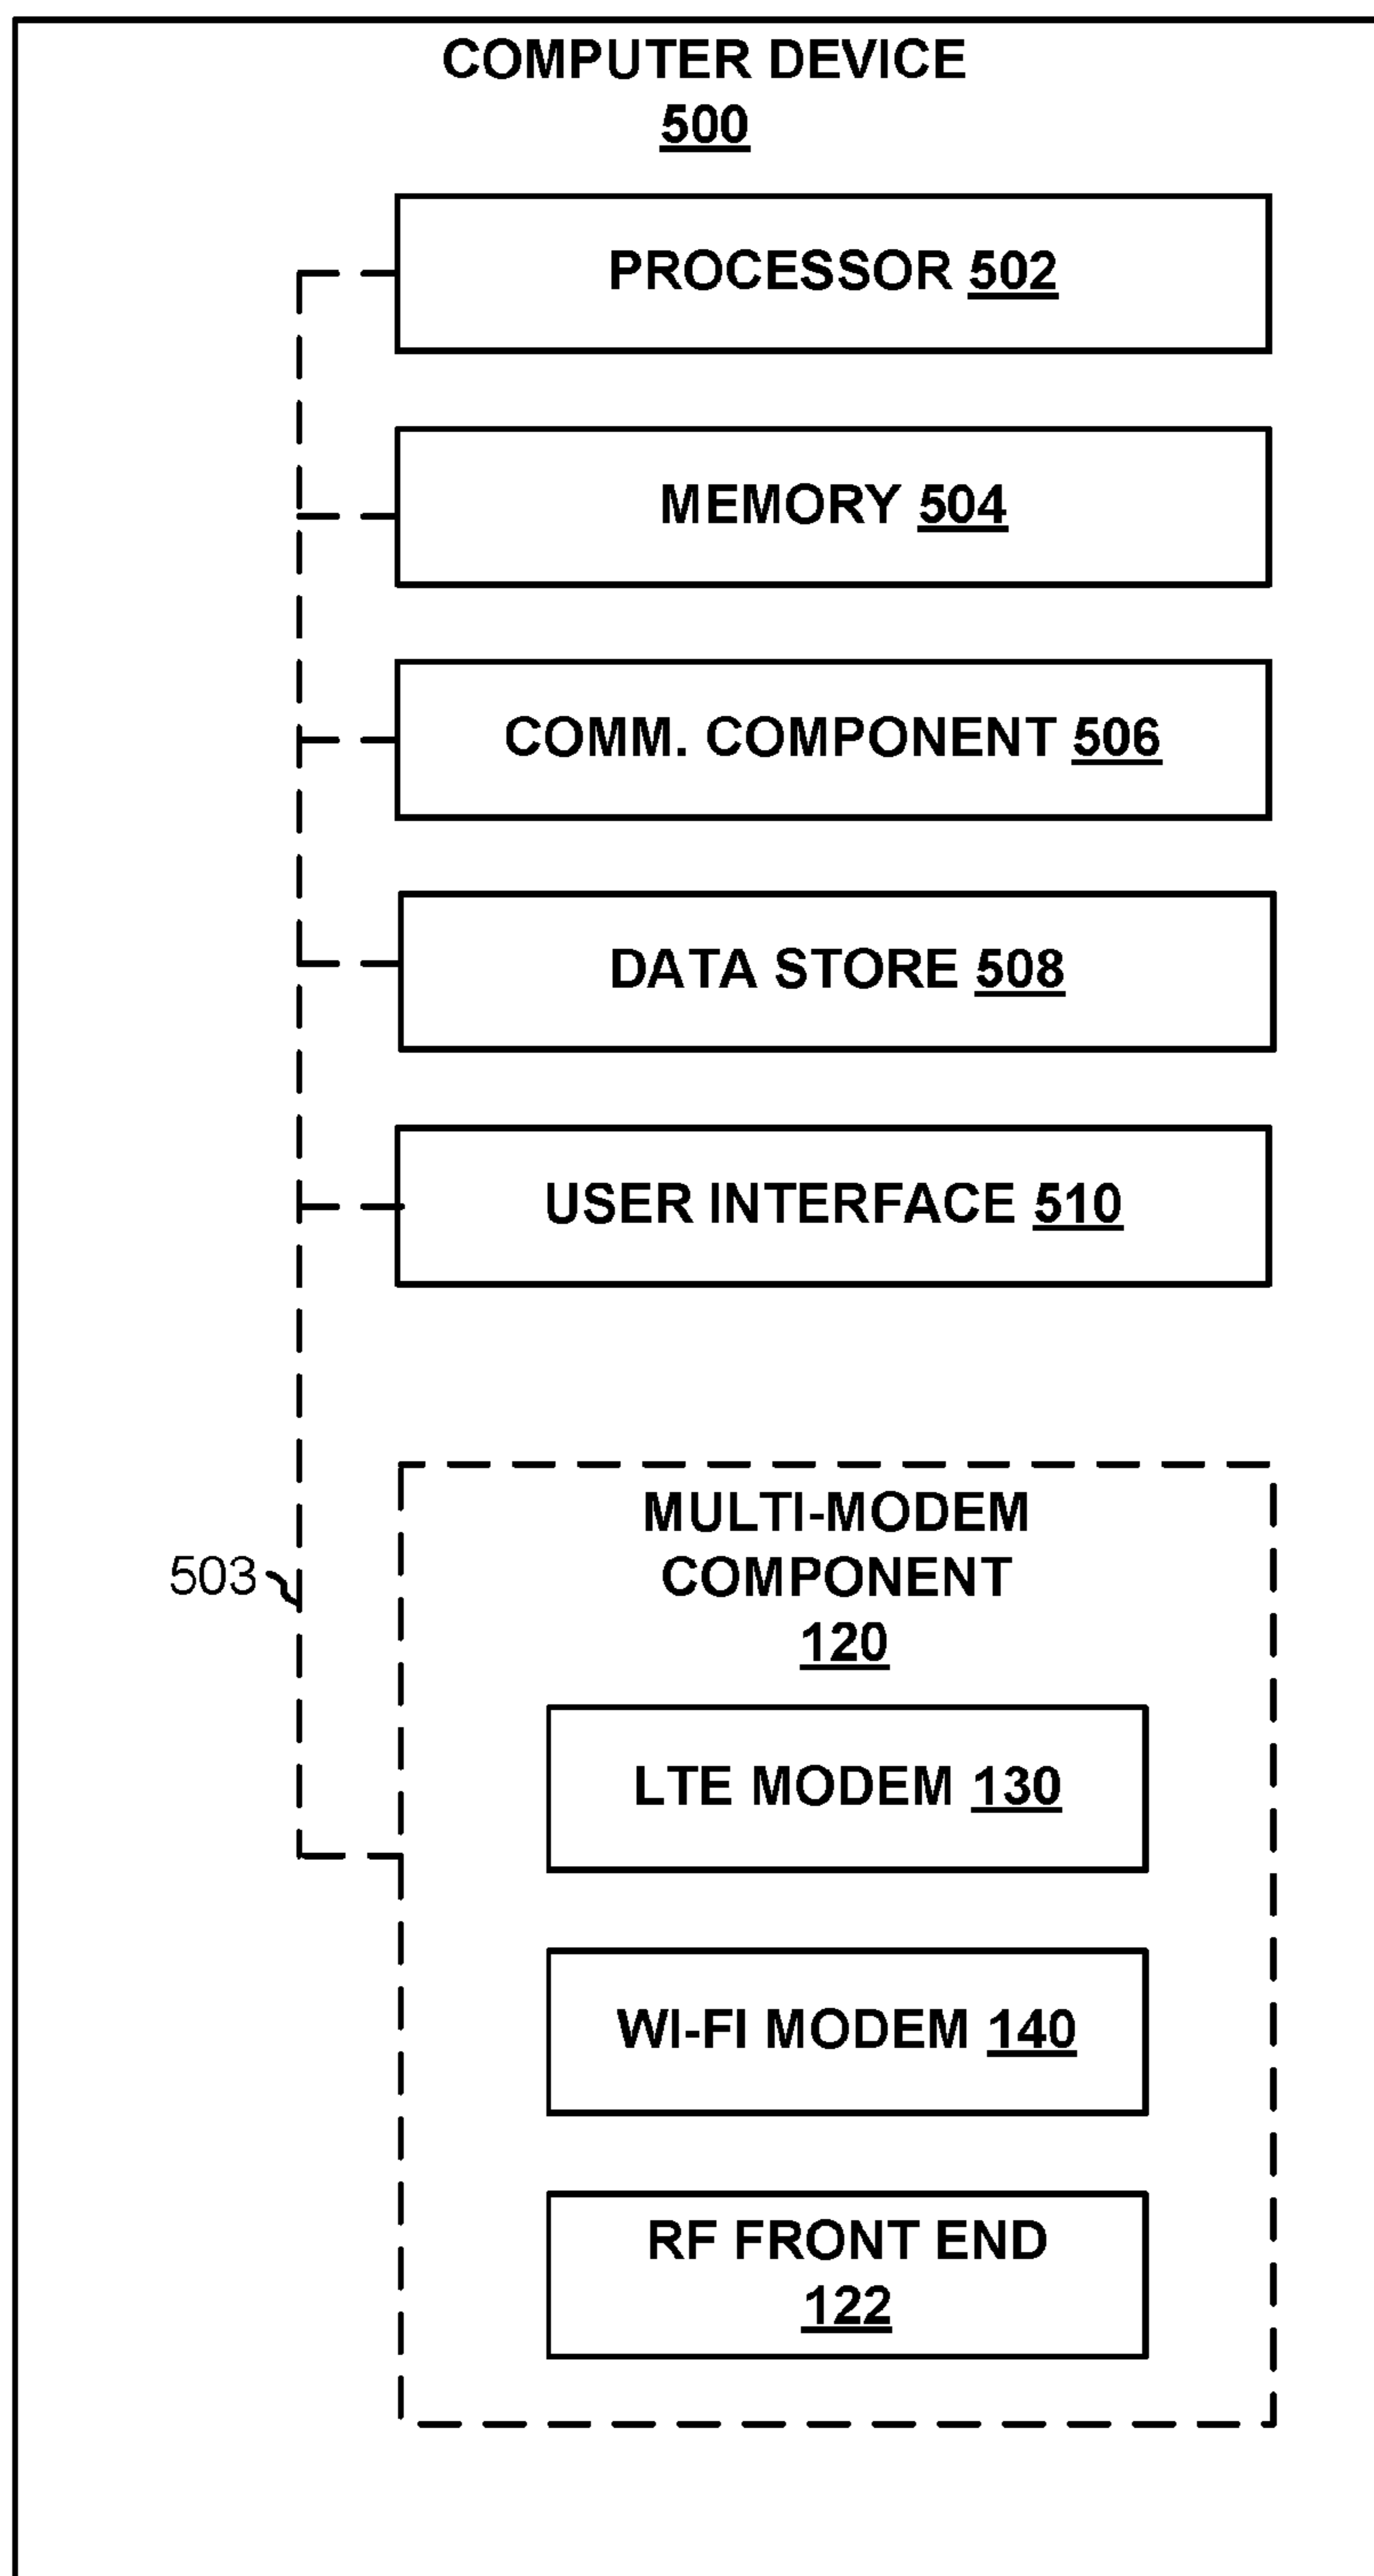 COMPUTER DEVICE
500
PROCESSOR 502
MEMORY 504
COMM. COMPONENT 506
DATA STORE 508
USER INTERFACE 510
MULTI-MODEM
COMPONENT
120
503
LTE MODEM 130
WI-FI MODEM 140
RF FRONT END
122